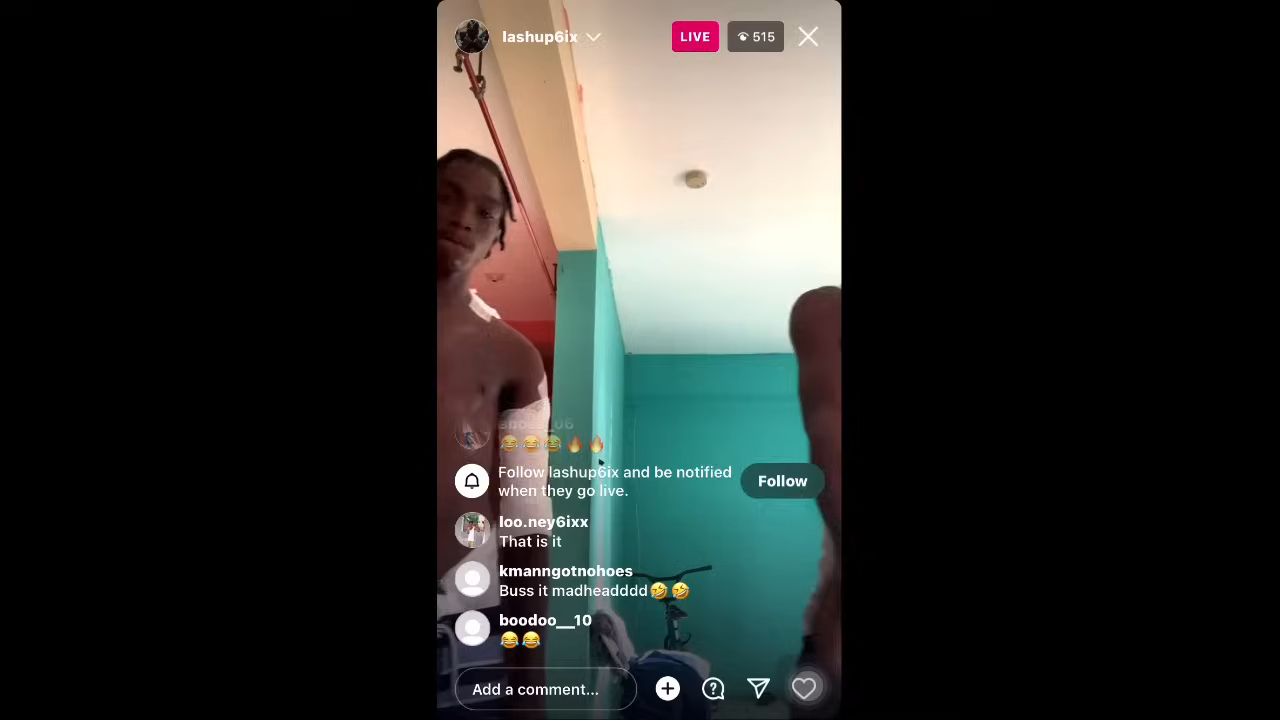 lashup6ix
LIVE
515
😂😂😂🔥🔥
Follow lashup6ix and be notified
when they go live.
Follow
loo.ney6ixx
That is it
kmanngotnohoes
Buss it madheadddd🤣🤣
boodoo__10
😂😂
Add a comment...